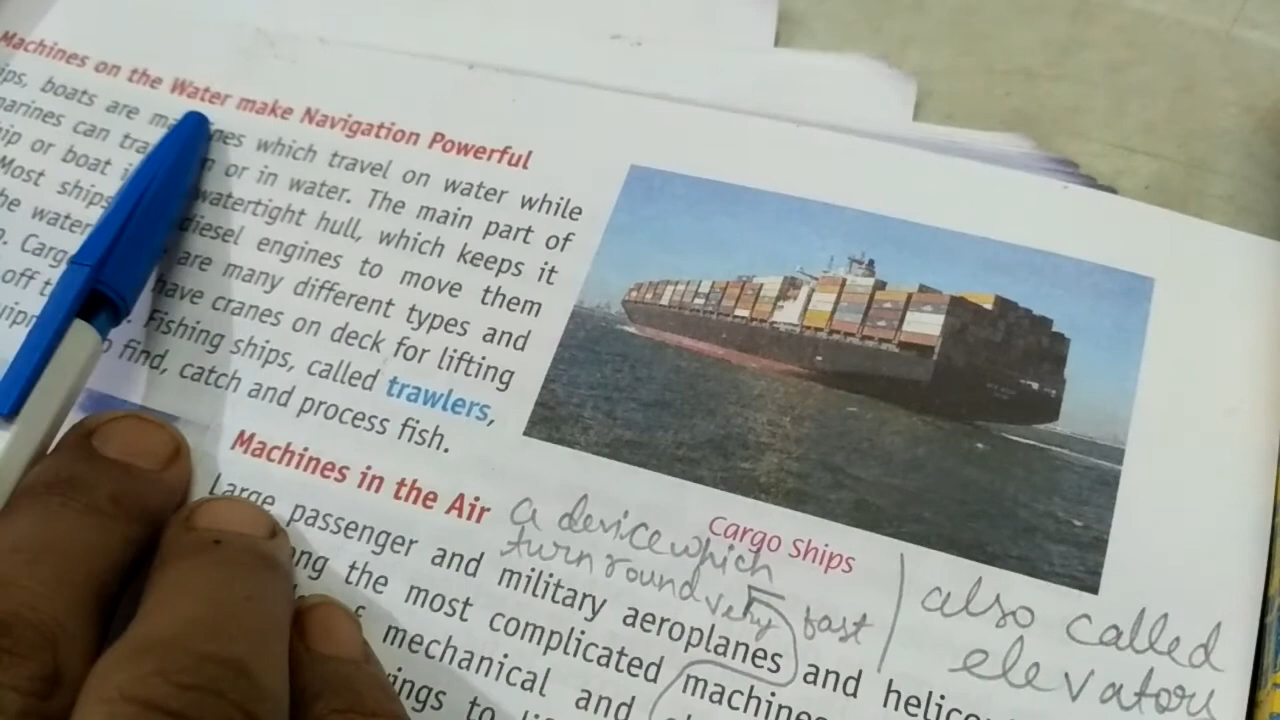 Machines on the Water make Navigation Powerful
ips, boats are ma nes which travel on water while
marines can tra or in water. The main part of
ip or boat i watertight hull, which keeps it
Most ships diesel engines to move them
he water are many different types and
Carg have cranes on deck for lifting
off t Fishing ships, called trawlers,
find, catch and process fish.
Cargo Ships
Machines in the Air
a device which
turn round very fast
also called
elevators
Large passenger and military aeroplanes and helico
ong the most complicated machine
mechanical and
ings to